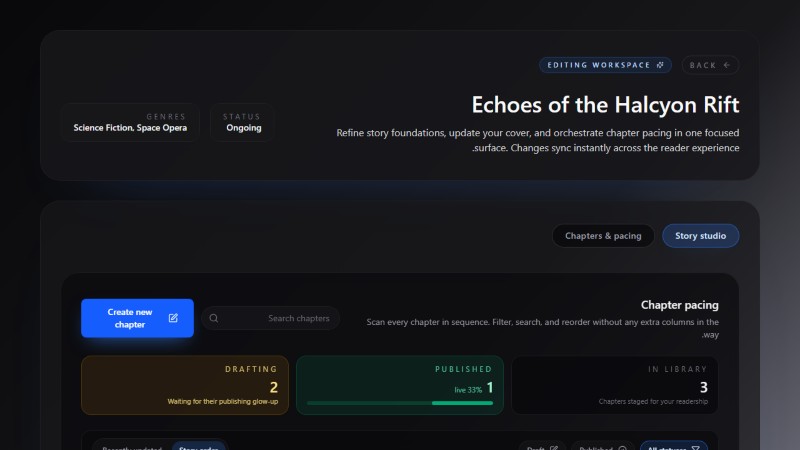 EDITING WORKSPACE
BACK
Echoes of the Halcyon Rift
Refine story foundations, update your cover, and orchestrate chapter pacing in one focused
.surface. Changes sync instantly across the reader experience
GENRES
Science Fiction, Space Opera
STATUS
Ongoing
Chapters & pacing
Story studio
Create new
chapter
Search chapters
Chapter pacing
Scan every chapter in sequence. Filter, search, and reorder without any extra columns in the
.way
DRAFTING
2
Waiting for their publishing glow-up
PUBLISHED
live 33% 1
IN LIBRARY
3
Chapters staged for your readership
Recently updated
Story order
Draft
Published
All statuses